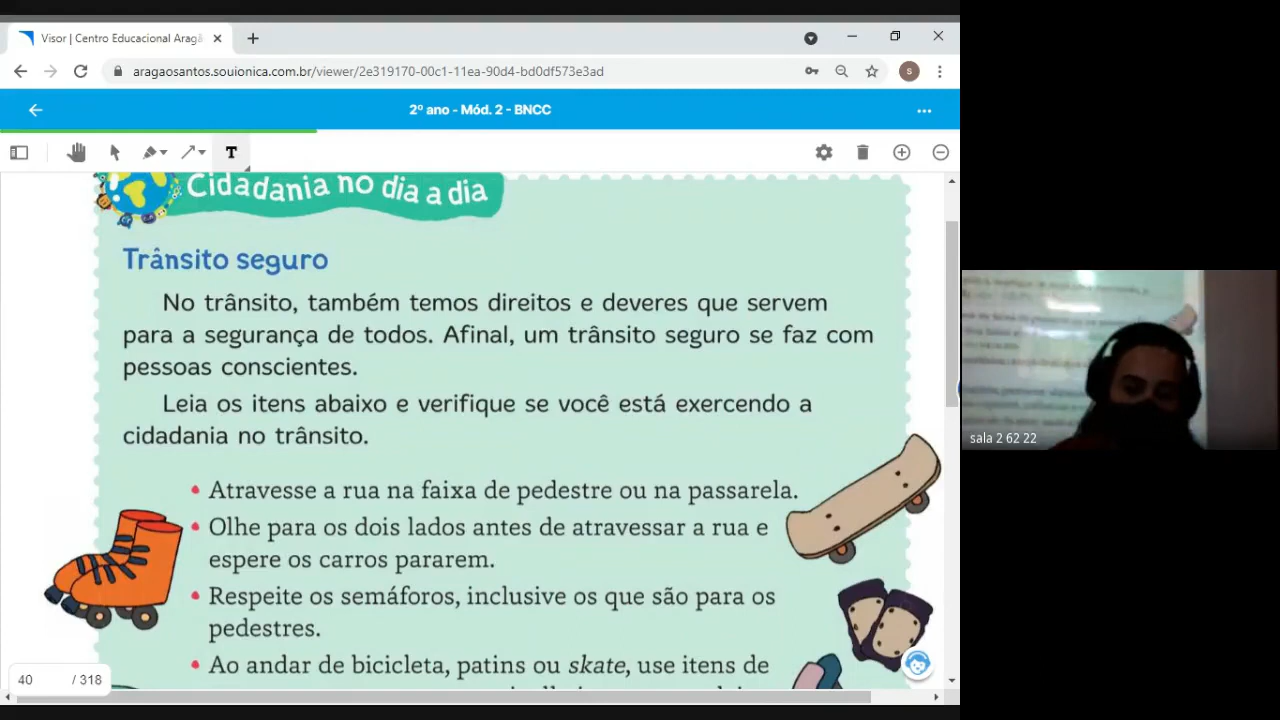 Visor | Centro Educacional Aragã
aragaosantos.souionica.com.br/viewer/2e319170-00c1-11ea-90d4-bd0df573e3ad
S
2º ano - Mód. 2 - BNCC
T
Cidadania no dia a dia
Trânsito seguro
No trânsito, também temos direitos e deveres que servem
para a segurança de todos. Afinal, um trânsito seguro se faz com
pessoas conscientes.
Leia os itens abaixo e verifique se você está exercendo a
cidadania no trânsito.
• Atravesse a rua na faixa de pedestre ou na passarela.
• Olhe para os dois lados antes de atravessar a rua e
espere os carros pararem.
• Respeite os semáforos, inclusive os que são para os
pedestres.
• Ao andar de bicicleta, patins ou skate, use itens de
40 / 318
sala 2 62 22